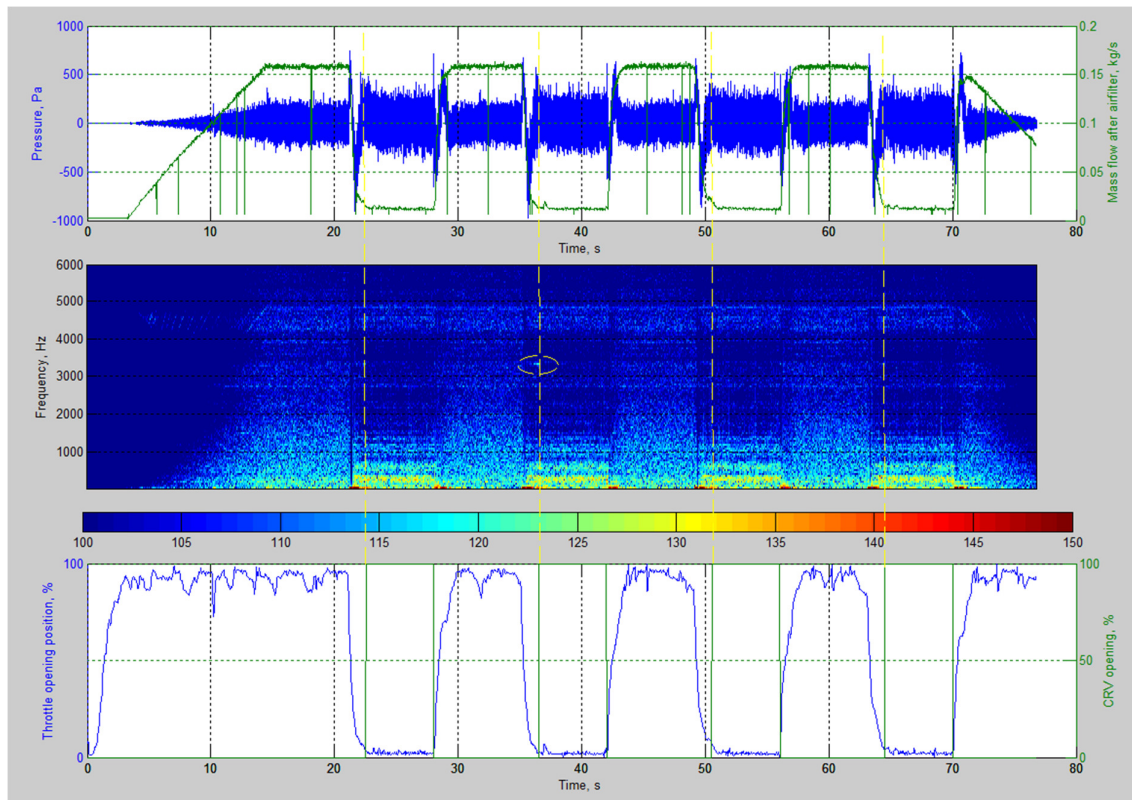 Pressure, Pa
1000
500
0
-500
-1000
0.2
0.15
0.1
0.05
0
Mass flow after airfilter, kg/s
0 10 20 30 40 50 60 70 80
Time, s
Frequency, Hz
6000
5000
4000
3000
2000
1000
100 105 110 115 120 125 130 135 140 145 150
Throttle opening position, %
100
0
100
50
0
CRV opening, %
0 10 20 30 40 50 60 70 80
Time, s